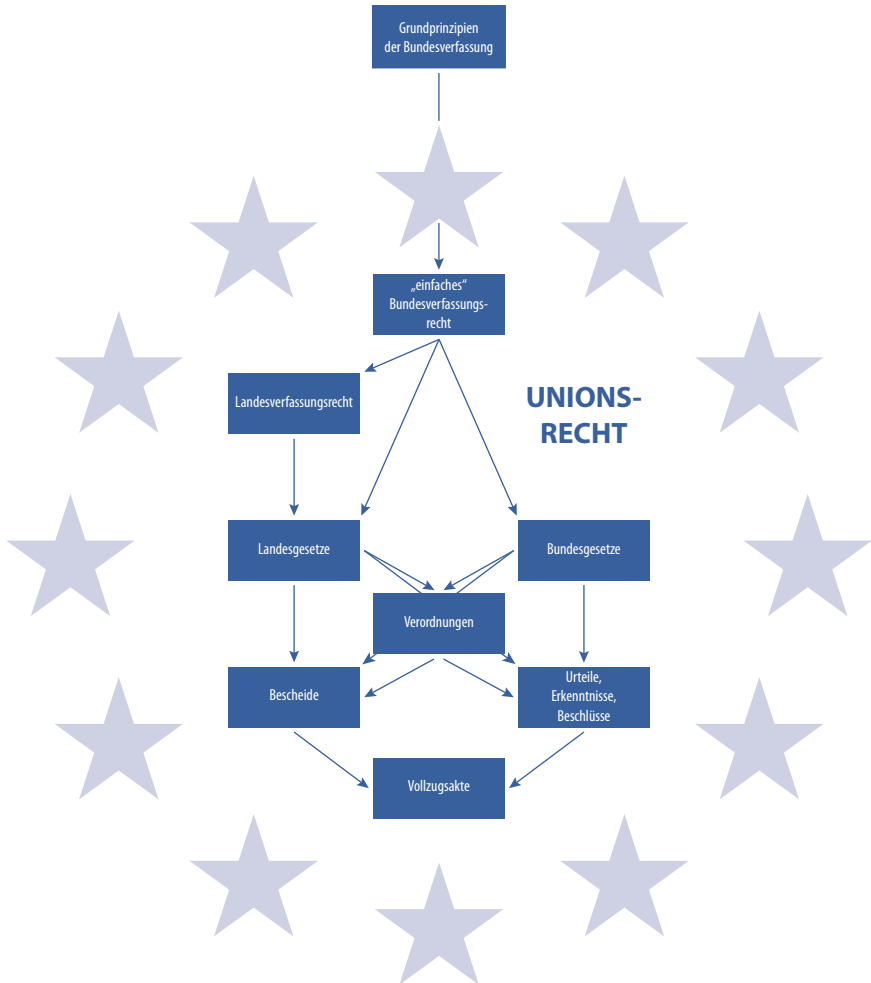 Grundprinzipien
der Bundesverfassung
„einfaches“
Bundesverfassungs-
recht
Landesverfassungsrecht
UNIONS-
RECHT
Landesgesetze
Bundesgesetze
Verordnungen
Bescheide
Urteile,
Erkenntnisse,
Beschlüsse
Vollzugsakte